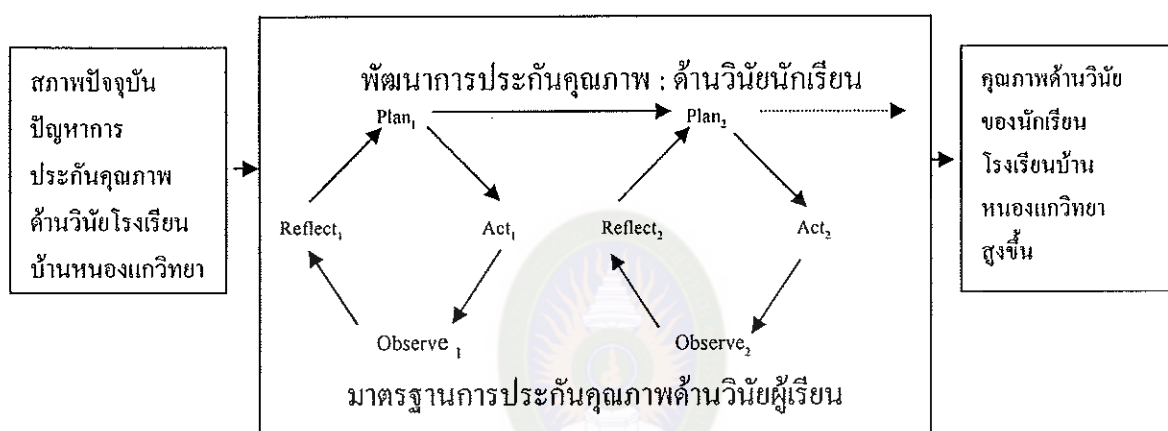 สภาพปัจจุบัน
ปัญหาการ
ประกันคุณภาพ
ด้านวินัยโรงเรียน
บ้านหนองแกวิทยา
พัฒนาการประกันคุณภาพ : ด้านวินัยนักเรียน
Plan₁ Plan₂
Reflect₁ Act₁ Reflect₂ Act₂
Observe ₁ Observe₂
มาตรฐานการประกันคุณภาพด้านวินัยผู้เรียน
คุณภาพด้านวินัย
ของนักเรียน
โรงเรียนบ้าน
หนองแกวิทยา
สูงขึ้น